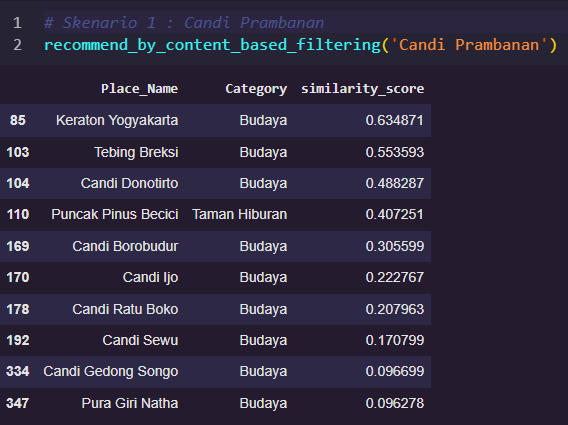 1 # Skenario 1 : Candi Prambanan
2 recommend_by_content_based_filtering('Candi Prambanan')
Place_Name Category similarity_score
85 Keraton Yogyakarta Budaya 0.634871
103 Tebing Breksi Budaya 0.553593
104 Candi Donotirto Budaya 0.488287
110 Puncak Pinus Becici Taman Hiburan 0.407251
169 Candi Borobudur Budaya 0.305599
170 Candi Ijo Budaya 0.222767
178 Candi Ratu Boko Budaya 0.207963
192 Candi Sewu Budaya 0.170799
334 Candi Gedong Songo Budaya 0.096699
347 Pura Giri Natha Budaya 0.096278